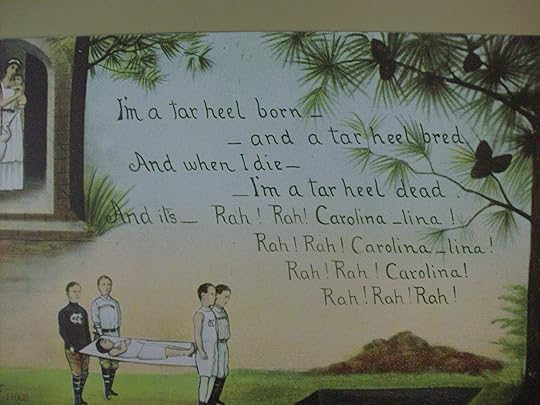 I'm a tar heel born –
– and a tar heel bred
And when I die –
– I'm a tar heel dead.
And its – Rah! Rah! Carolina – lina!
Rah! Rah! Carolina – lina!
Rah! Rah! Carolina!
Rah! Rah! Rah!
NC